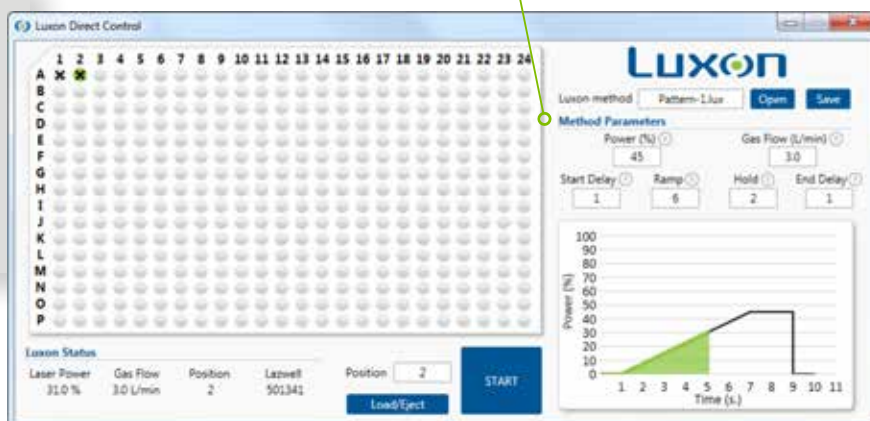 Luxon Direct Control
1 2 3 4 5 6 7 8 9 10 11 12 13 14 15 16 17 18 19 20 21 22 23 24
A
B
C
D
E
F
G
H
I
J
K
L
M
N
O
P
Luxon
Luxon method Pattern-1.lux Open Save
Method Parameters
Power (%) Gas Flow (L/min)
45 3.0
Start Delay Ramp Hold End Delay
1 6 2 1
100
90
80
70
60
50
40
30
20
10
0
Power (%)
1 2 3 4 5 6 7 8 9 10 11
Time (s.)
Luxon Status
Laser Power Gas Flow Position Lazwell
31.0 % 3.0 L/min 2 501341
Position 2
Load/Eject
START